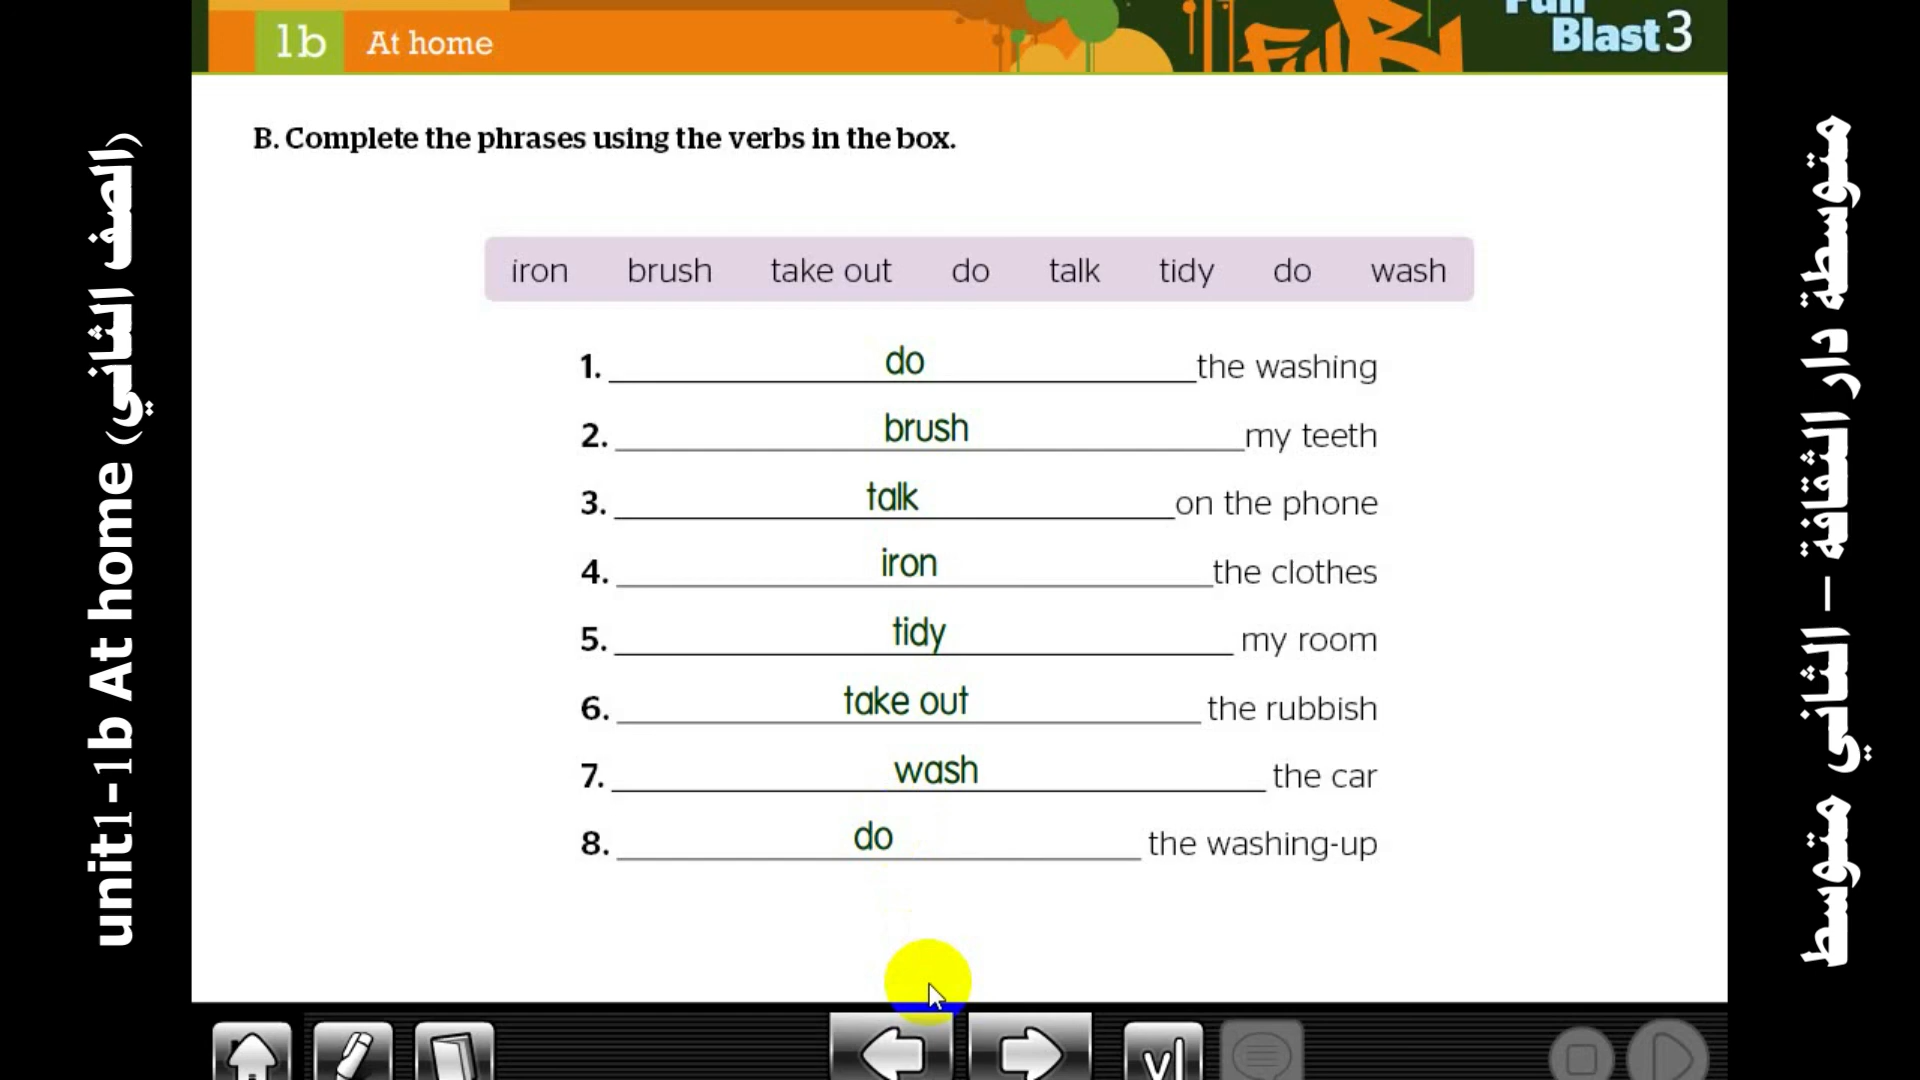 1b At home
Full
Blast 3
B. Complete the phrases using the verbs in the box.
iron brush take out do talk tidy do wash
1. do the washing
2. brush my teeth
3. talk on the phone
4. iron the clothes
5. tidy my room
6. take out the rubbish
7. wash the car
8. do the washing-up
unit1-1b At home (الصف الثاني)
متوسطة دار الثقافة – الثاني متوسط